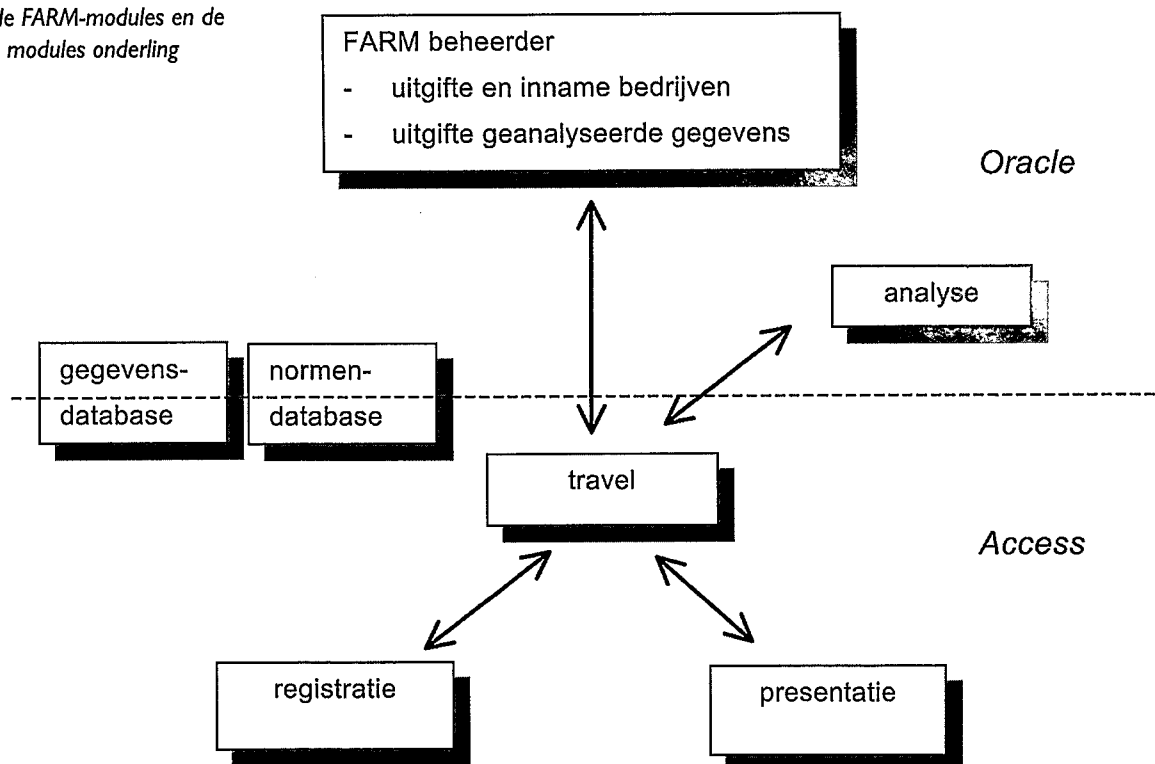 de FARM-modules en de
modules onderling
FARM beheerder
- uitgifte en inname bedrijven
- uitgifte geanalyseerde gegevens
Oracle
analyse
gegevens-
database
normen-
database
travel
Access
registratie
presentatie